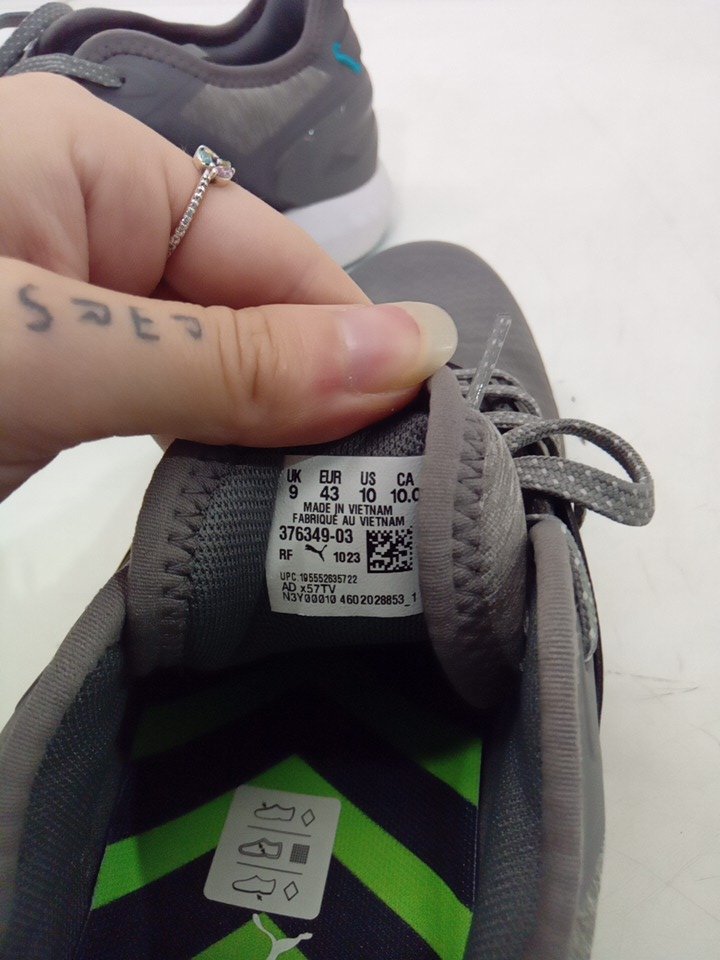 UK EUR US CA
9 43 10 10.0
MADE IN VIETNAM
FABRIQUÉ AU VIETNAM
376349-03
RF 1023
UPC 195552635722
AD x57TV
N3Y00010 4602028853_1